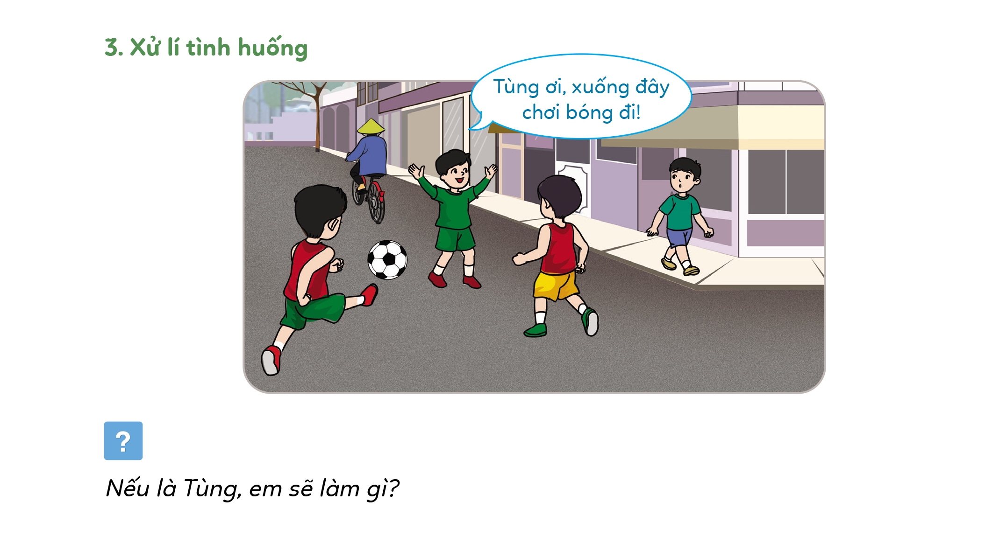 3. Xử lí tình huống
Tùng ơi, xuống đây
chơi bóng đi!
?
Nếu là Tùng, em sẽ làm gì?